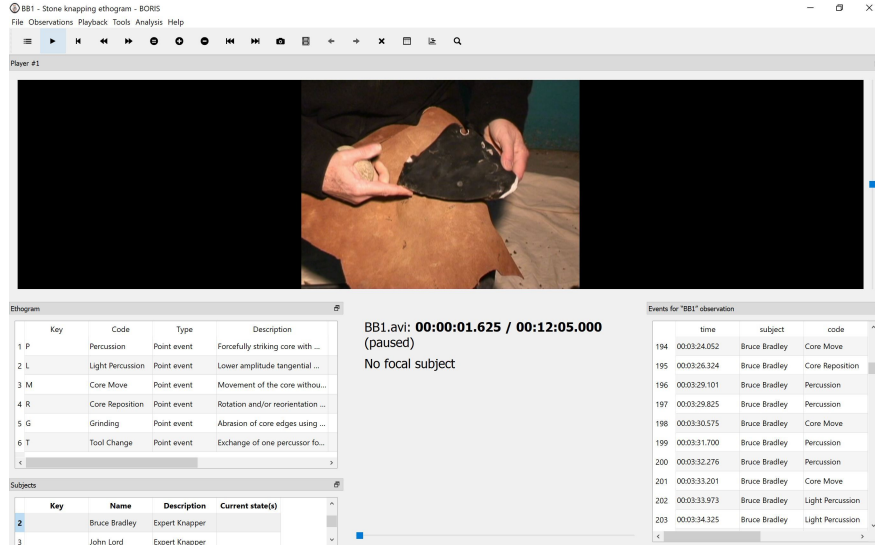 BB1 - Stone knapping ethogram - BORIS
File Observations Playback Tools Analysis Help
Player #1
Ethogram
Key Code Type Description
1 P Percussion Point event Forcefully striking core with ...
2 L Light Percussion Point event Lower amplitude tangential ...
3 M Core Move Point event Movement of the core withou...
4 R Core Reposition Point event Rotation and/or reorientation ...
5 G Grinding Point event Abrasion of core edges using ...
6 T Tool Change Point event Exchange of one percussor fo...
Subjects
Key Name Description Current state(s)
2 Bruce Bradley Expert Knapper
3 John Lord Expert Knapper
BB1.avi: 00:00:01.625 / 00:12:05.000
(paused)
No focal subject
Events for "BB1" observation
time subject code
194 00:03:24.052 Bruce Bradley Core Move
195 00:03:26.324 Bruce Bradley Core Reposition
196 00:03:29.101 Bruce Bradley Percussion
197 00:03:29.825 Bruce Bradley Percussion
198 00:03:30.575 Bruce Bradley Core Move
199 00:03:31.700 Bruce Bradley Percussion
200 00:03:32.276 Bruce Bradley Percussion
201 00:03:33.201 Bruce Bradley Core Move
202 00:03:33.973 Bruce Bradley Light Percussion
203 00:03:34.325 Bruce Bradley Light Percussion